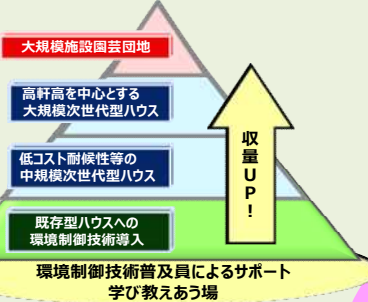 大規模施設園芸団地
高軒高を中心とする
大規模次世代型ハウス
低コスト耐候性等の
中規模次世代型ハウス
既存型ハウスへの
環境制御技術導入
収
量
U
P
!
環境制御技術普及員によるサポート
学び教えあう場